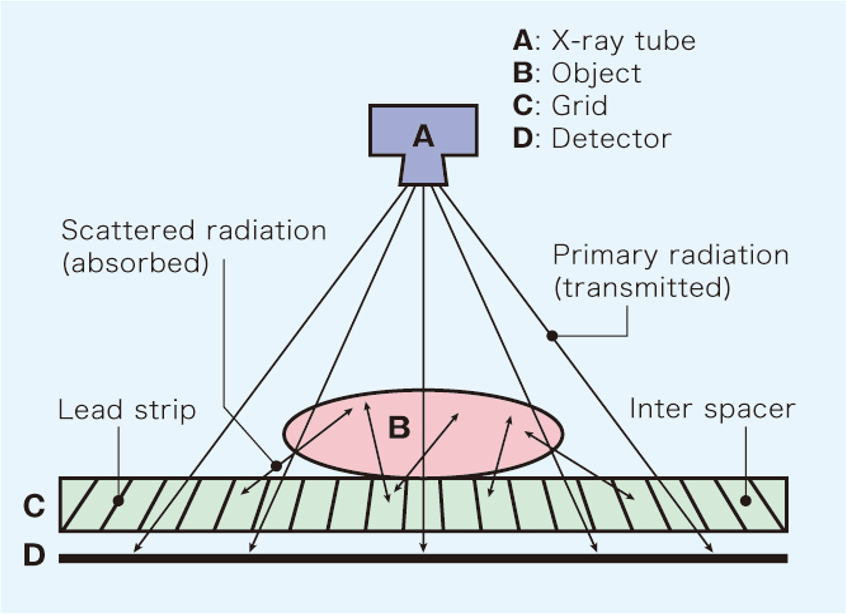 A: X-ray tube
B: Object
C: Grid
D: Detector
A
Scattered radiation
(absorbed)
Primary radiation
(transmitted)
Lead strip
B
Inter spacer
C
D